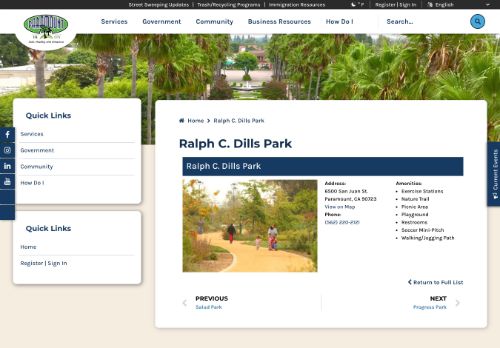 Street Sweeping Updates | Trash/Recycling Programs | Immigration Resources
° F
Register | Sign In
English
PARAMOUNT
Services
Government
Community
Business Resources
How Do I
Search...
Quick Links
Services
Government
Community
How Do I
Quick Links
Home
Register | Sign In
Home > Ralph C. Dills Park
Ralph C. Dills Park
Ralph C. Dills Park
Address:
6500 San Juan St.
Paramount, CA 90723
View on Map
Phone:
(562) 220-2121
Amenities:
• Exercise Stations
• Nature Trail
• Picnic Area
• Playground
• Restrooms
• Soccer Mini-Pitch
• Walking/Jogging Path
Return to Full List
PREVIOUS
Salud Park
NEXT
Progress Park
Current Events